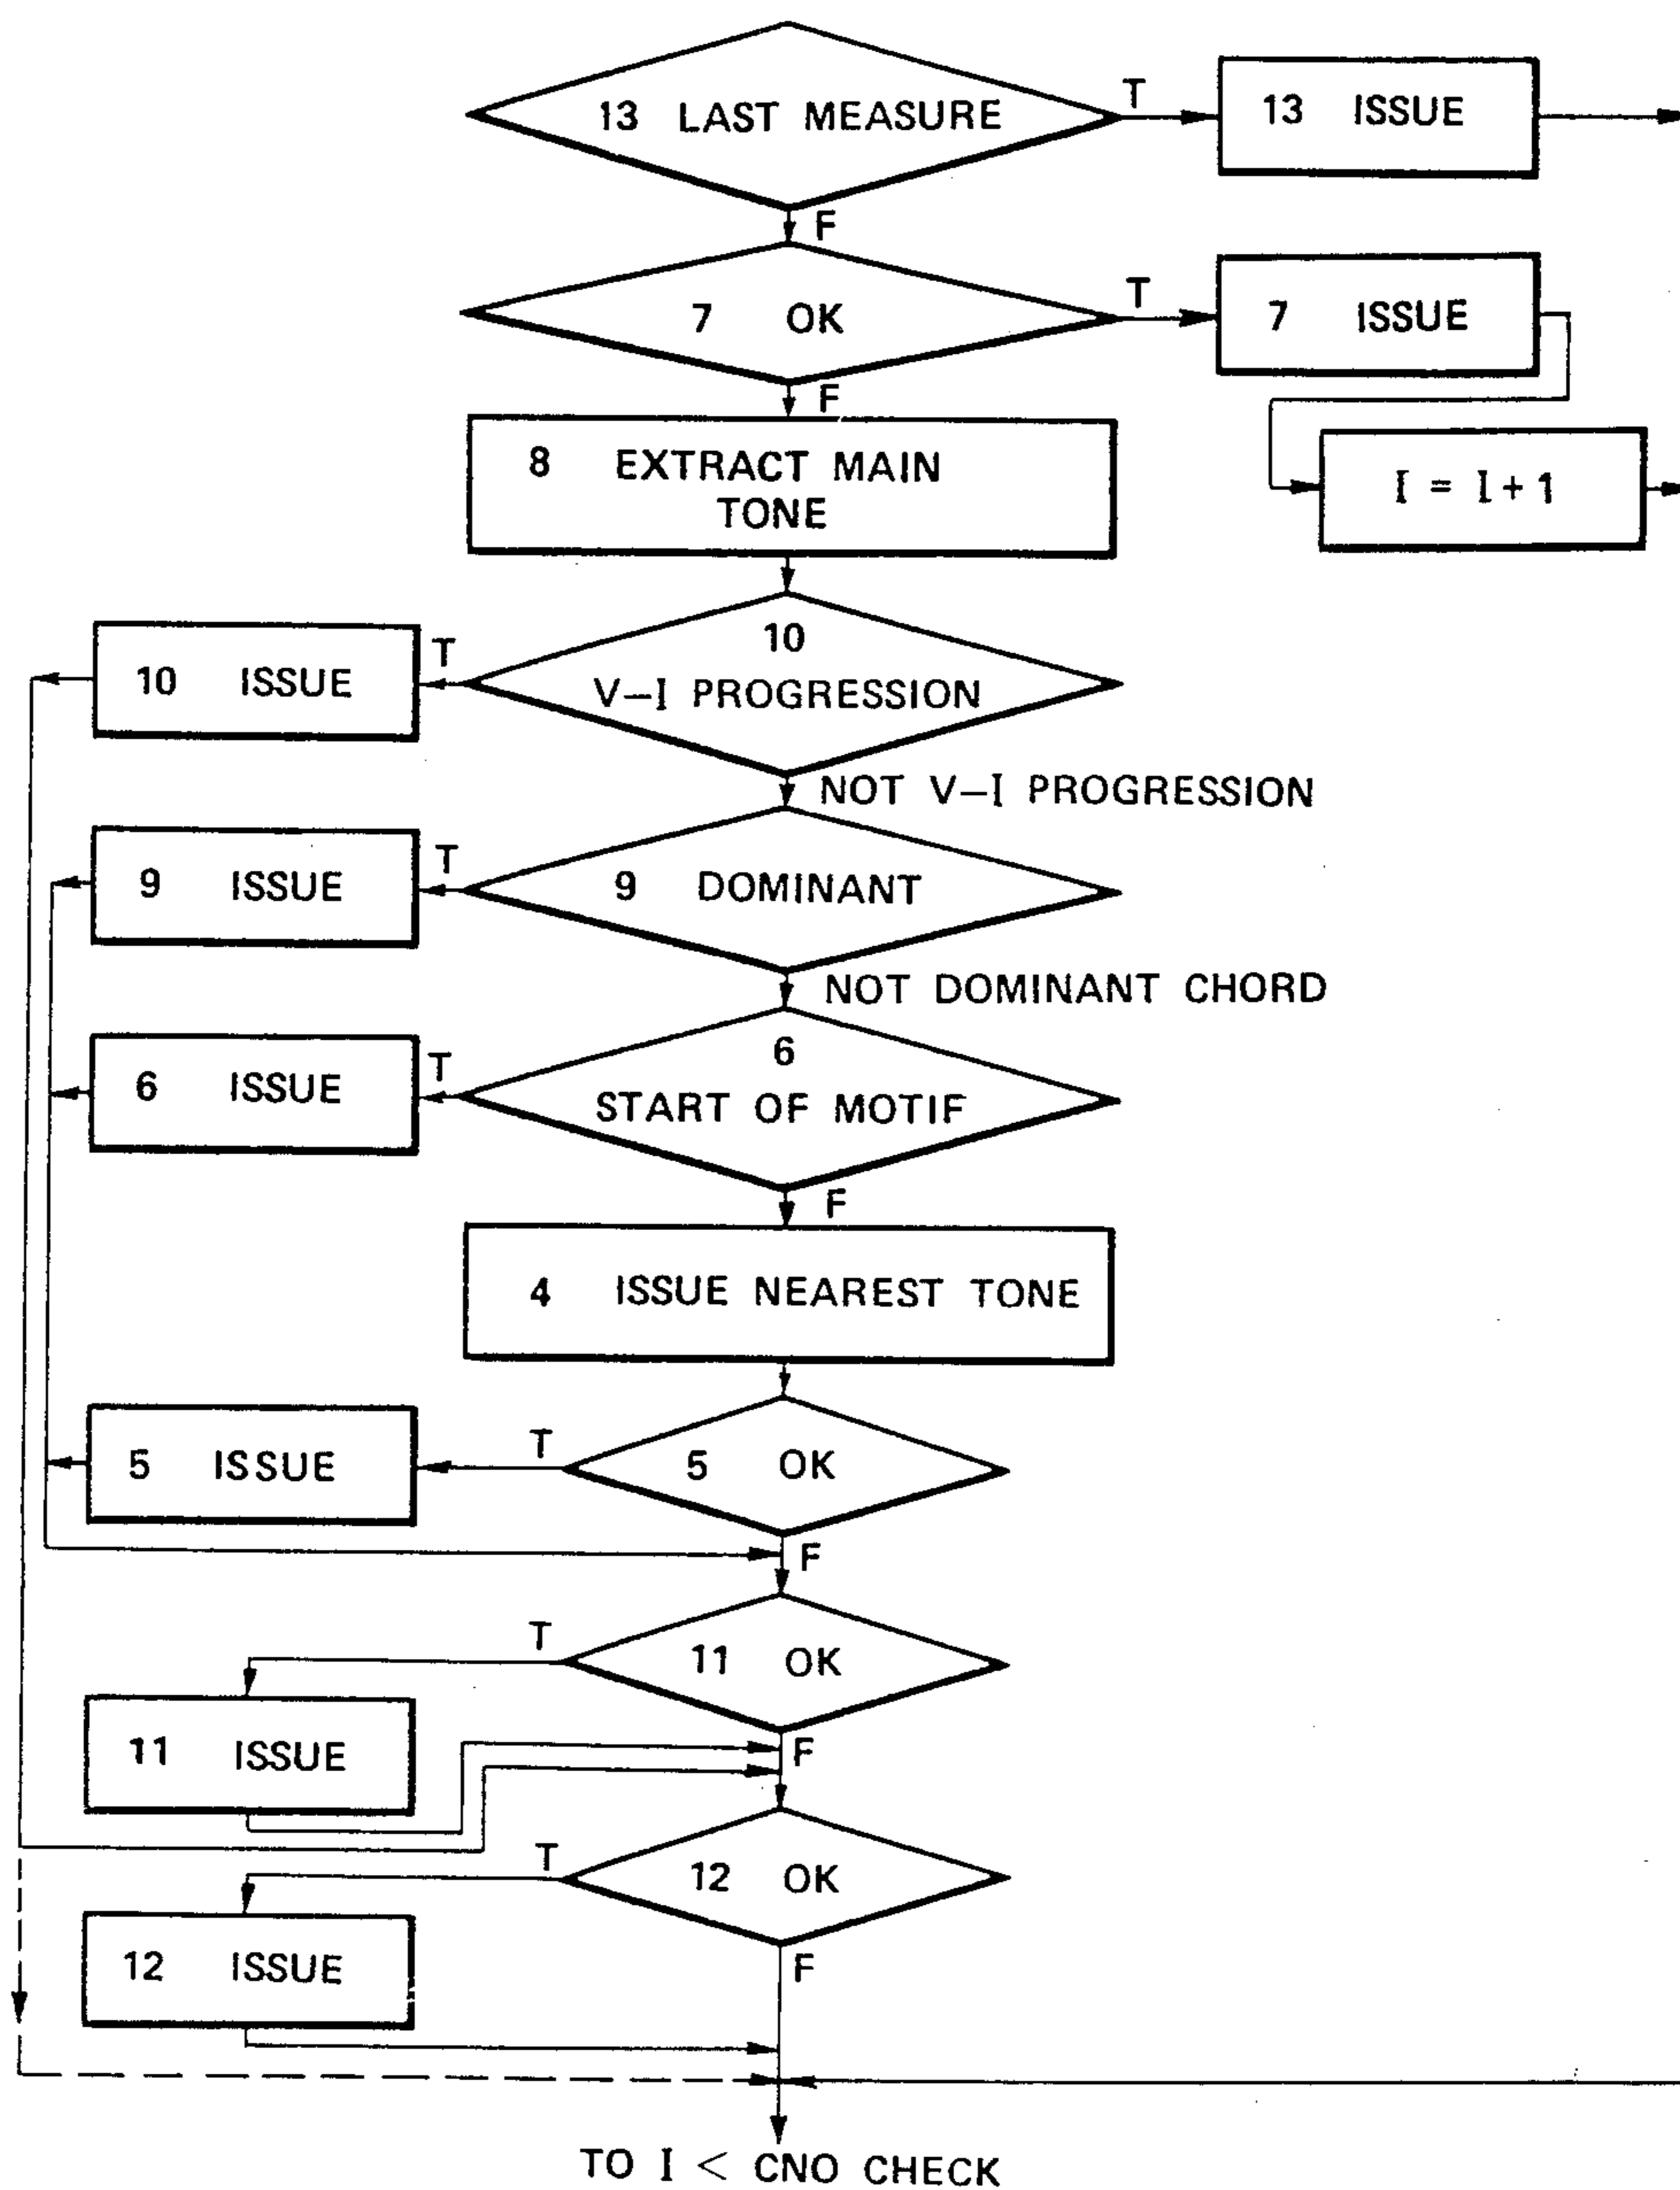 13 LAST MEASURE
T
13 ISSUE
F
7 OK
T
7 ISSUE
F
8 EXTRACT MAIN
TONE
I = I + 1
10
V–I PROGRESSION
T
10 ISSUE
NOT V–I PROGRESSION
9 DOMINANT
T
9 ISSUE
NOT DOMINANT CHORD
6
START OF MOTIF
T
6 ISSUE
F
4 ISSUE NEAREST TONE
5 OK
T
5 ISSUE
F
11 OK
T
11 ISSUE
F
12 OK
T
12 ISSUE
F
TO I < CNO CHECK